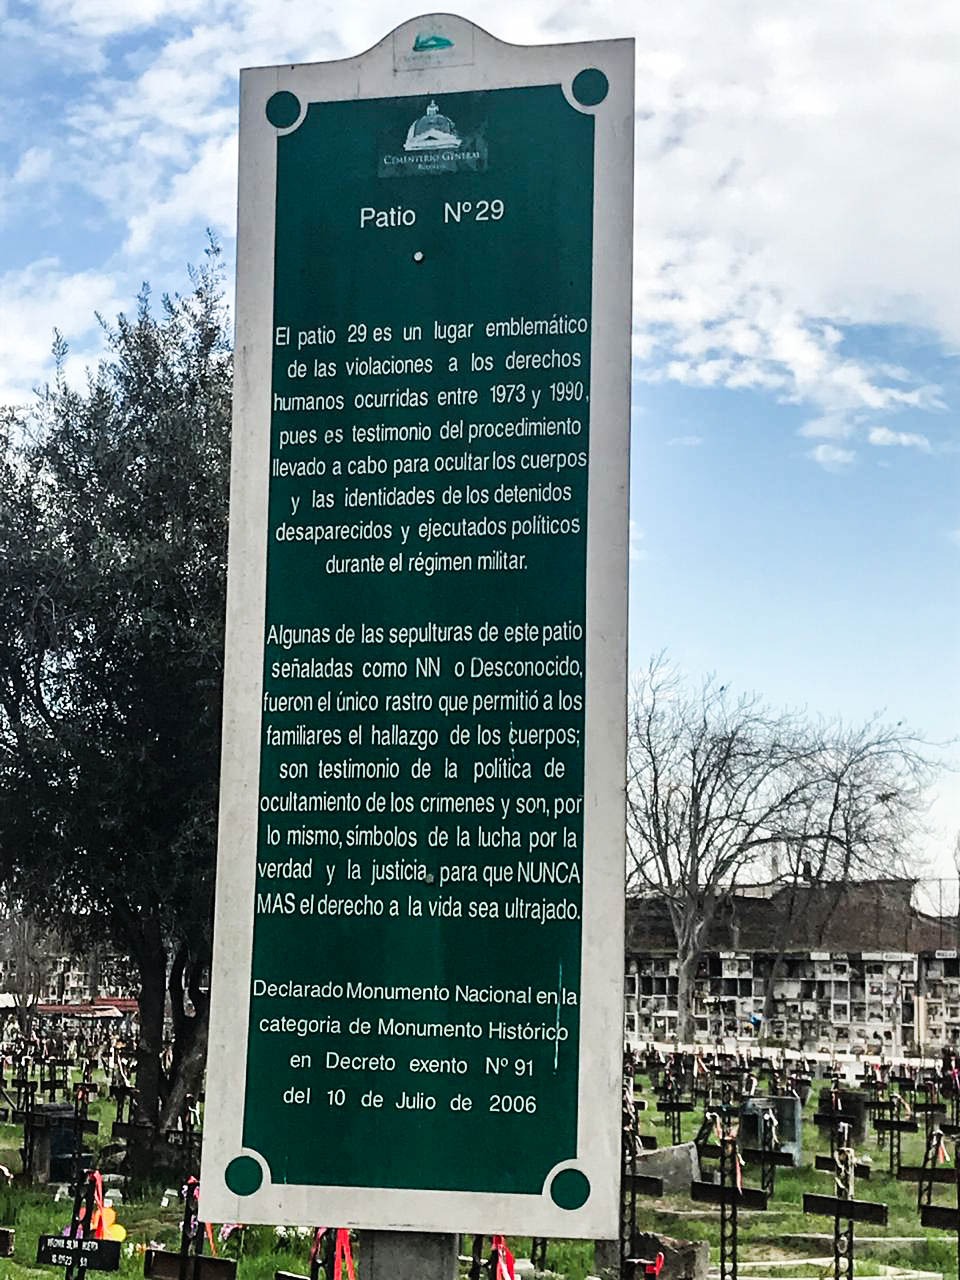 CEMENTERIO GENERAL
Patio Nº 29
El patio 29 es un lugar emblemático
de las violaciones a los derechos
humanos ocurridas entre 1973 y 1990,
pues es testimonio del procedimiento
llevado a cabo para ocultar los cuerpos
y las identidades de los detenidos
desaparecidos y ejecutados políticos
durante el régimen militar.
Algunas de las sepulturas de este patio
señaladas como NN o Desconocido,
fueron el único rastro que permitió a los
familiares el hallazgo de los cuerpos;
son testimonio de la política de
ocultamiento de los crímenes y son, por
lo mismo, símbolos de la lucha por la
verdad y la justicia, para que NUNCA
MAS el derecho a la vida sea ultrajado.
Declarado Monumento Nacional en la
categoria de Monumento Histórico
en Decreto exento Nº 91
del 10 de Julio de 2006